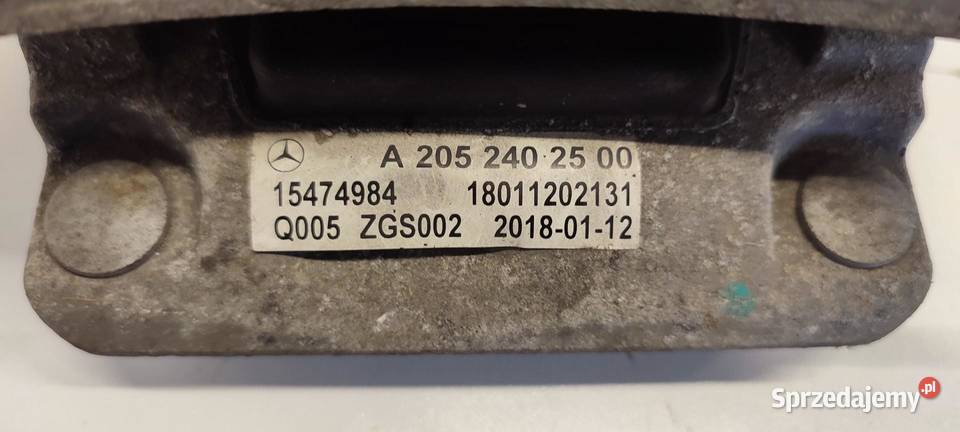 A 205 240 25 00
15474984 18011202131
Q005 ZGS002 2018-01-12
Sprzedajemy.pl